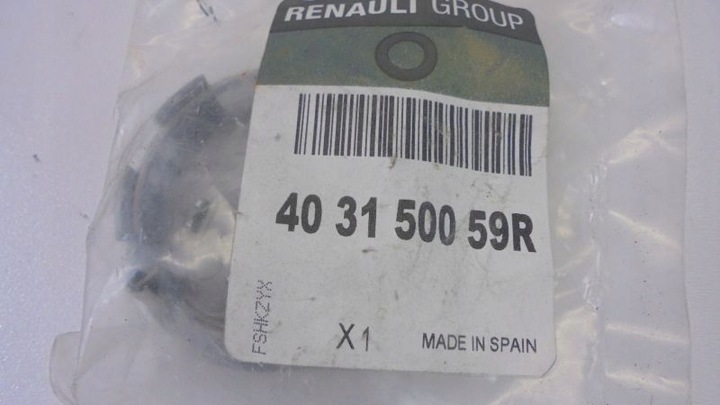 RENAULT GROUP
40 31 500 59R
FSHKZYX
X1 MADE IN SPAIN